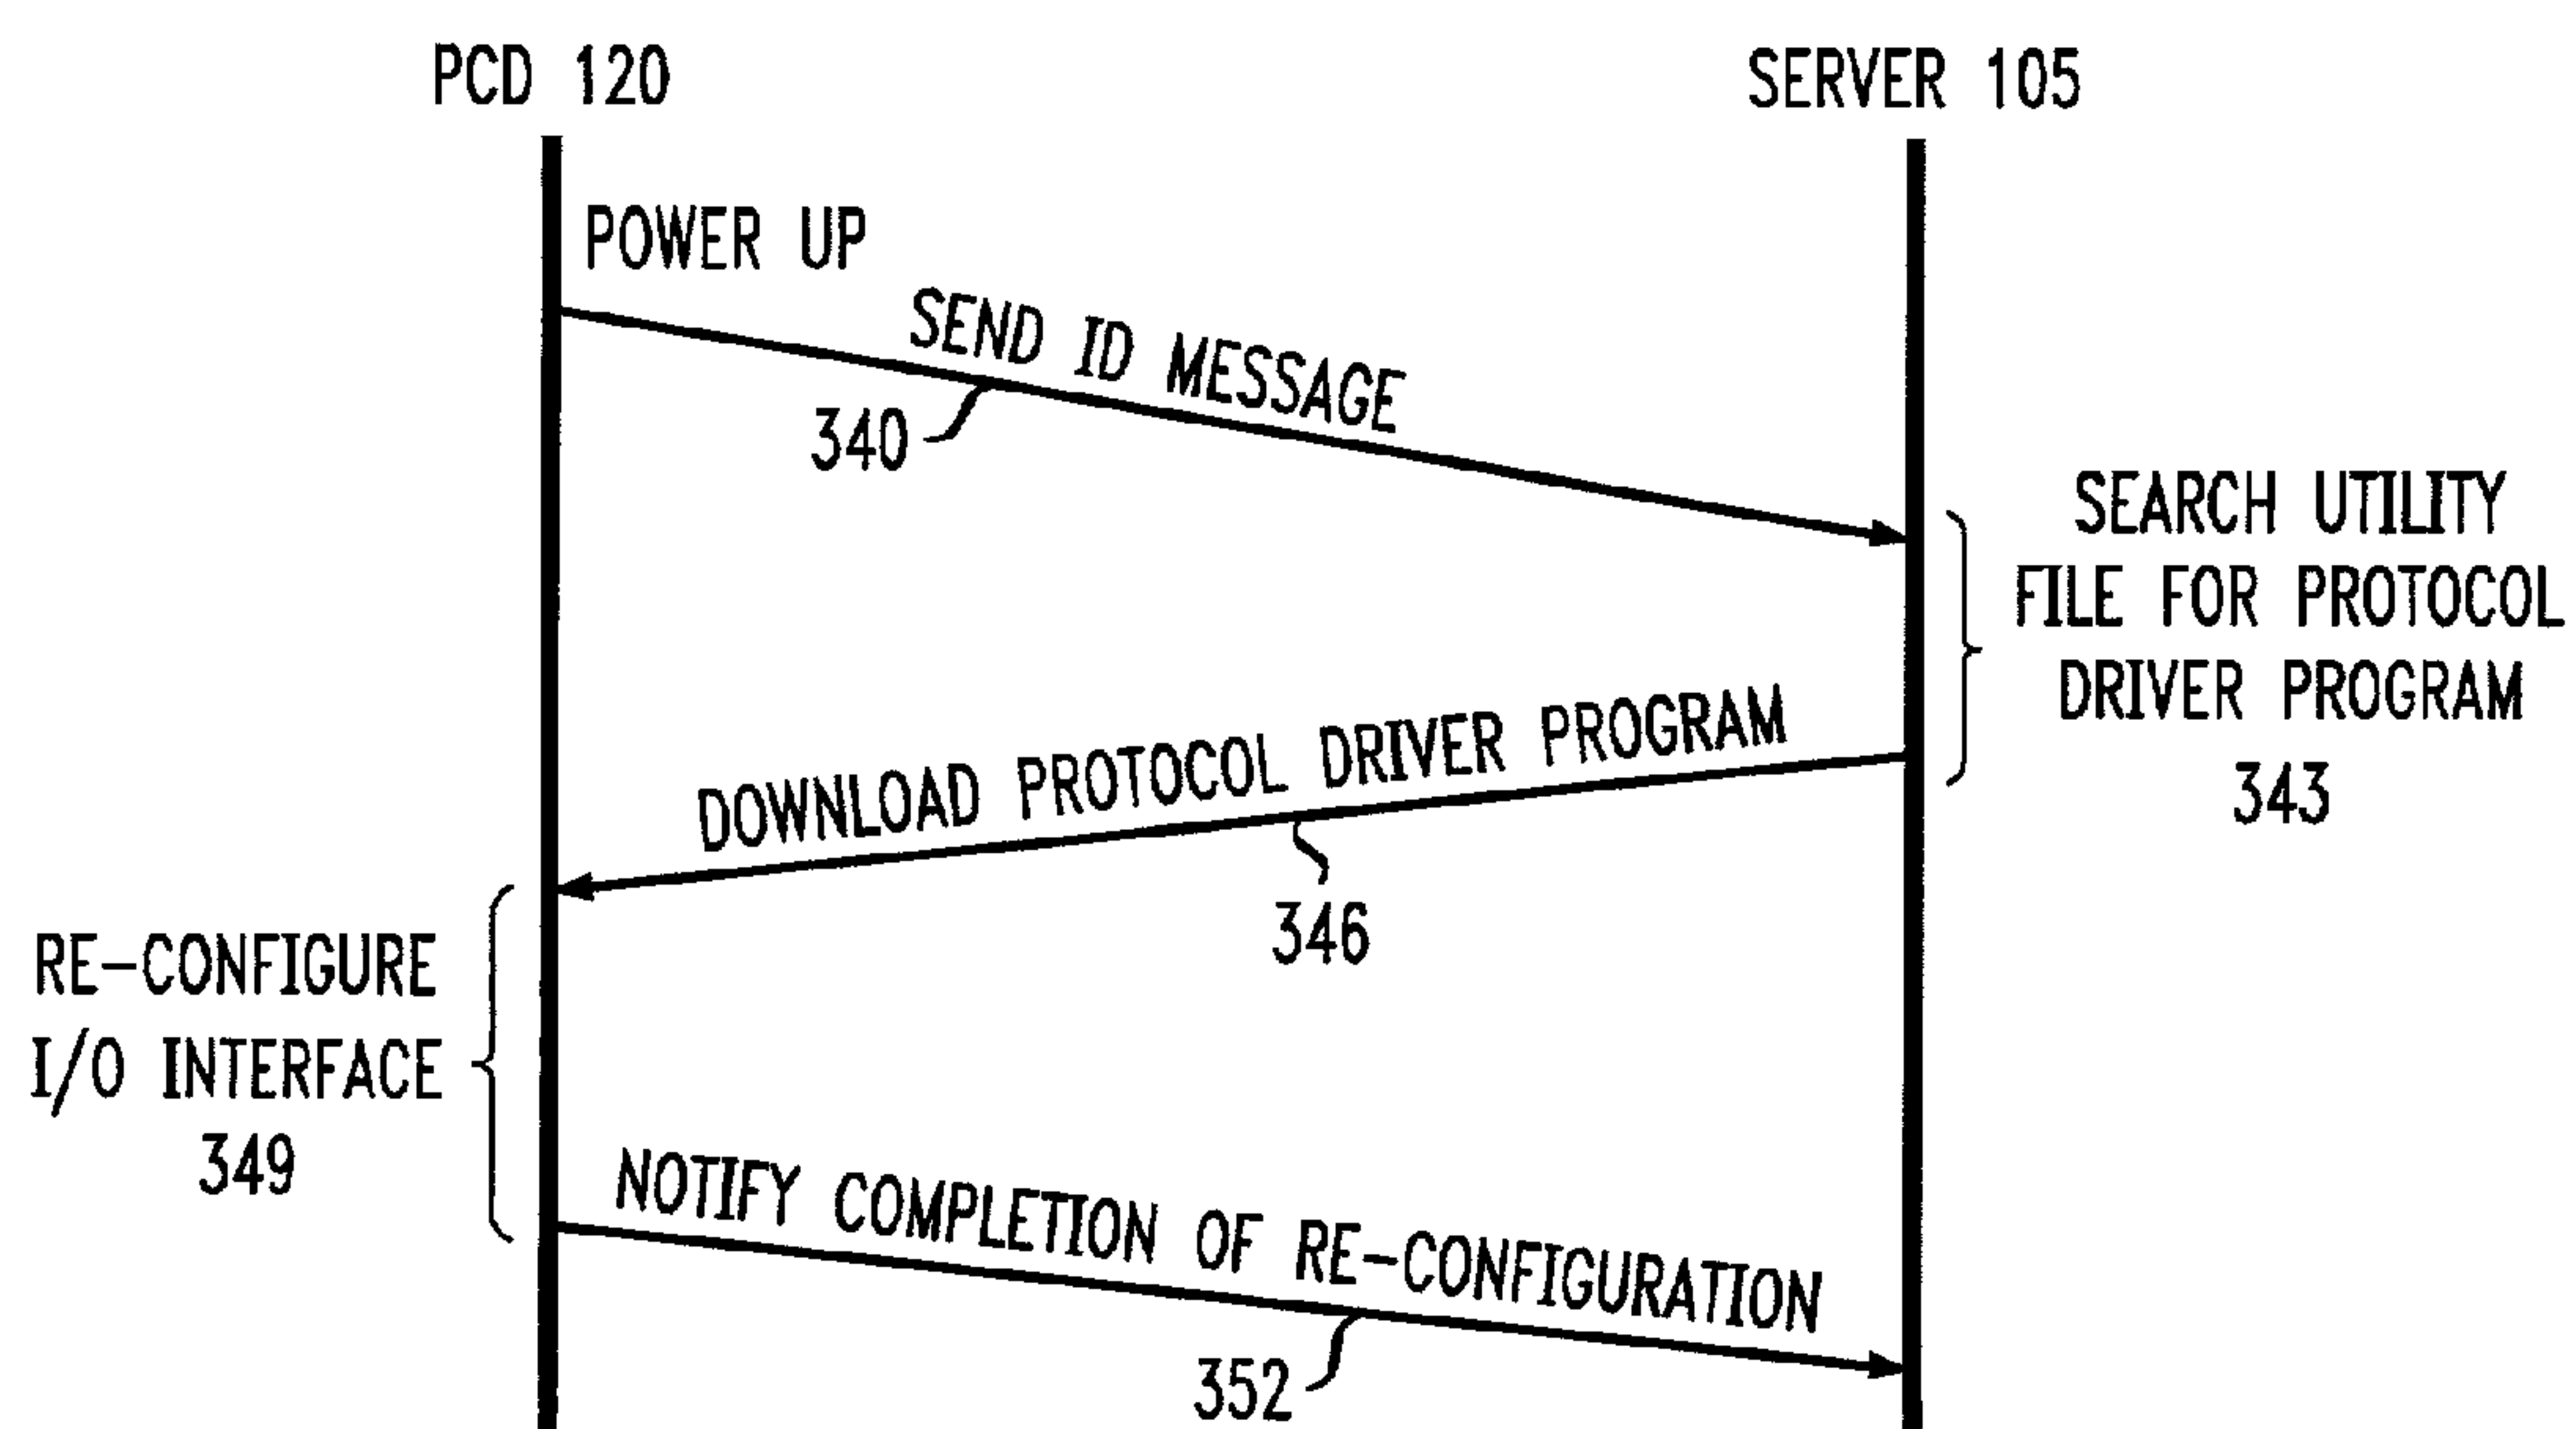 PCD 120
SERVER 105
POWER UP
SEND ID MESSAGE
340
SEARCH UTILITY
FILE FOR PROTOCOL
DRIVER PROGRAM
343
DOWNLOAD PROTOCOL DRIVER PROGRAM
346
RE-CONFIGURE
I/O INTERFACE
349
NOTIFY COMPLETION OF RE-CONFIGURATION
352